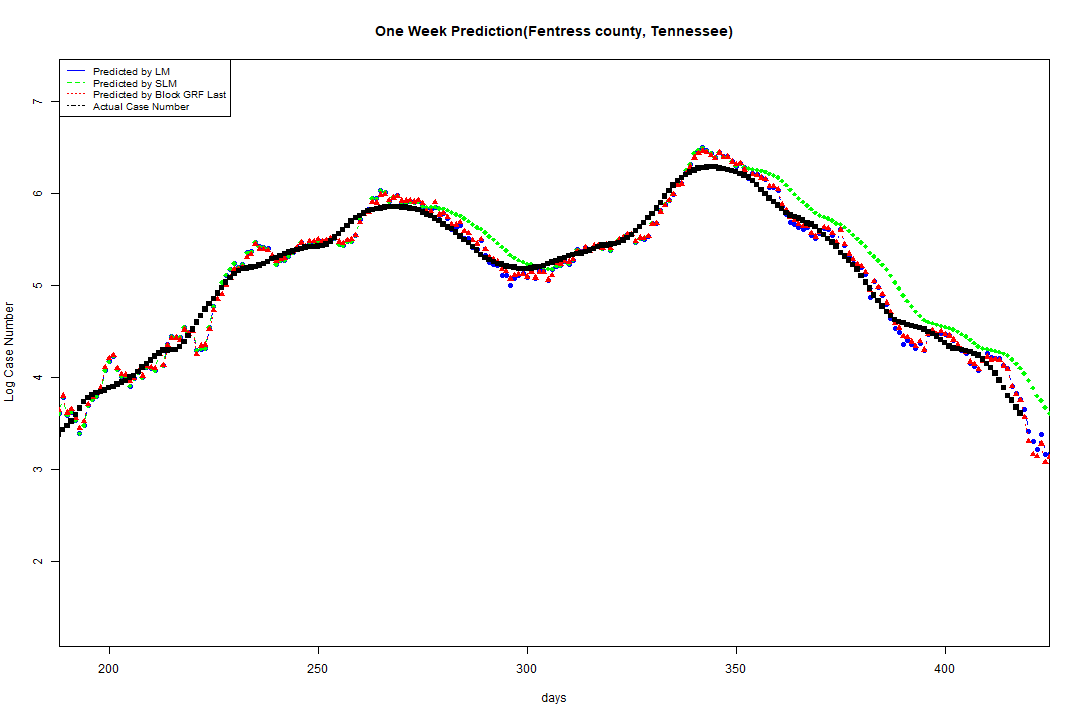 One Week Prediction(Fentress county, Tennessee)
Predicted by LM
Predicted by SLM
Predicted by Block GRF Last
Actual Case Number
7
6
5
4
3
2
Log Case Number
200 250 300 350 400
days